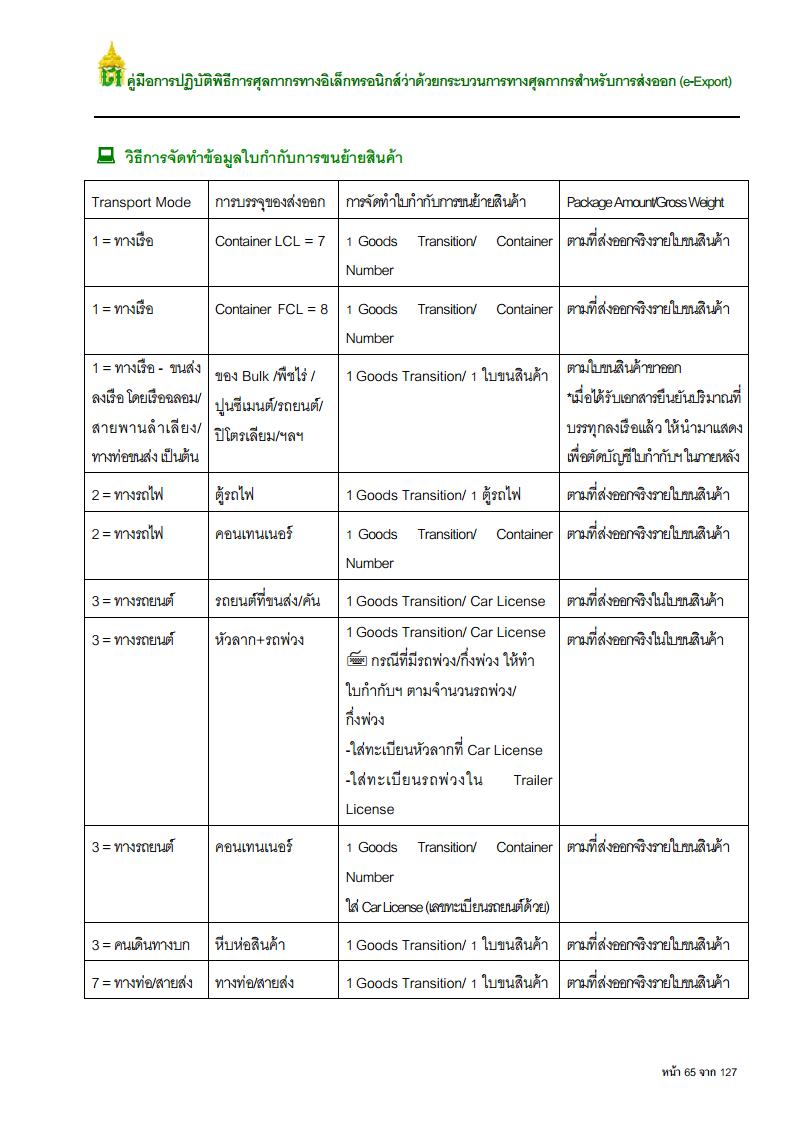 คู่มือการปฏิบัติพิธีการศุลกากรทางอิเล็กทรอนิกส์ว่าด้วยกระบวนการทางศุลกากรสำหรับการส่งออก (e-Export)
วิธีการจัดทำข้อมูลใบกำกับการขนย้ายสินค้า
Transport Mode การบรรจุของส่งออก การจัดทำใบกำกับการขนย้ายสินค้า Package Amount/Gross Weight
1 = ทางเรือ Container LCL = 7 1 Goods Transition/ Container ตามที่ส่งออกจริงรายใบขนสินค้า
Number
1 = ทางเรือ Container FCL = 8 1 Goods Transition/ Container ตามที่ส่งออกจริงรายใบขนสินค้า
Number
1 = ทางเรือ - ขนส่ง ของ Bulk /พืชไร่ / 1 Goods Transition/ 1 ใบขนสินค้า ตามใบขนสินค้าขาออก
ลงเรือ โดยเรือฉลอม/ ปูนซีเมนต์/รถยนต์/ *เมื่อได้รับเอกสารยืนยันปริมาณที่
สายพานลำเลียง/ ปิโตรเลียม/ฯลฯ บรรทุกลงเรือแล้ว ให้นำมาแสดง
ทางท่อขนส่ง เป็นต้น เพื่อตัดบัญชีใบกำกับฯ ในภายหลัง
2 = ทางรถไฟ ตู้รถไฟ 1 Goods Transition/ 1 ตู้รถไฟ ตามที่ส่งออกจริงรายใบขนสินค้า
2 = ทางรถไฟ คอนเทนเนอร์ 1 Goods Transition/ Container ตามที่ส่งออกจริงรายใบขนสินค้า
Number
3 = ทางรถยนต์ รถยนต์ที่ขนส่ง/คัน 1 Goods Transition/ Car License ตามที่ส่งออกจริงในใบขนสินค้า
3 = ทางรถยนต์ หัวลาก+รถพ่วง 1 Goods Transition/ Car License ตามที่ส่งออกจริงในใบขนสินค้า
กรณีที่มีรถพ่วง/กึ่งพ่วง ให้ทำ
ใบกำกับฯ ตามจำนวนรถพ่วง/
กึ่งพ่วง
-ใส่ทะเบียนหัวลากที่ Car License
-ใส่ทะเบียนรถพ่วงใน Trailer
License
3 = ทางรถยนต์ คอนเทนเนอร์ 1 Goods Transition/ Container ตามที่ส่งออกจริงรายใบขนสินค้า
Number
ใส่ Car License (เลขทะเบียนรถยนต์ด้วย)
3 = คนเดินทางบก หีบห่อสินค้า 1 Goods Transition/ 1 ใบขนสินค้า ตามที่ส่งออกจริงรายใบขนสินค้า
7 = ทางท่อ/สายส่ง ทางท่อ/สายส่ง 1 Goods Transition/ 1 ใบขนสินค้า ตามที่ส่งออกจริงรายใบขนสินค้า
หน้า 65 จาก 127